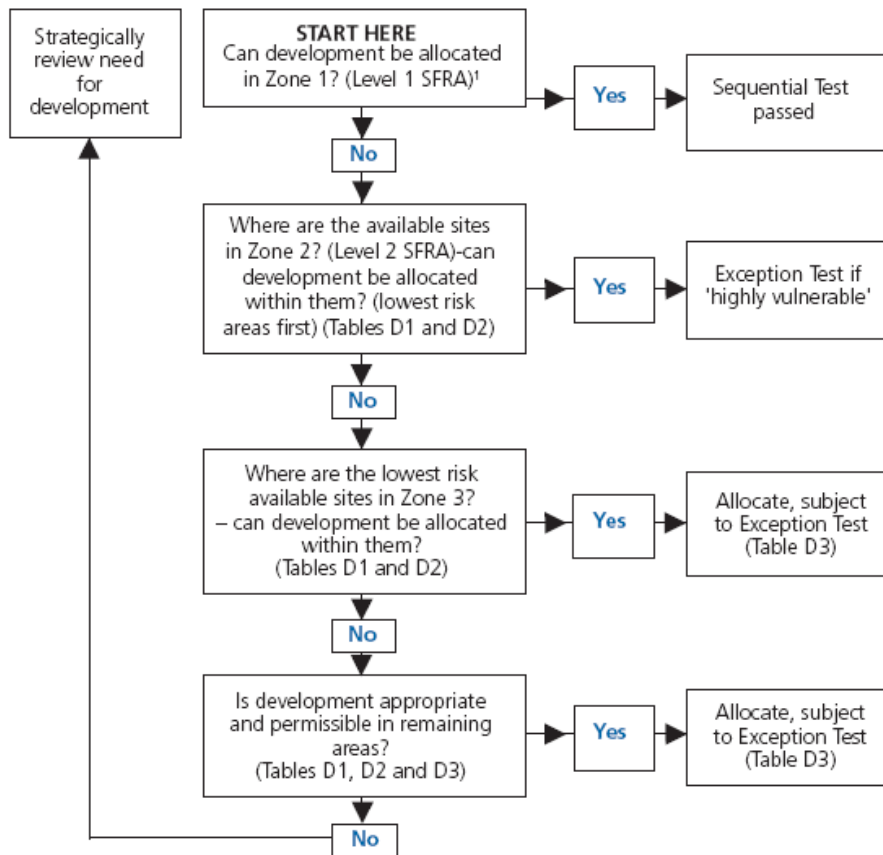 Strategically
review need
for
development
START HERE
Can development be allocated
in Zone 1? (Level 1 SFRA)¹
Yes
Sequential Test
passed
No
Where are the available sites
in Zone 2? (Level 2 SFRA)-can
development be allocated
within them? (lowest risk
areas first) (Tables D1 and D2)
Yes
Exception Test if
'highly vulnerable'
No
Where are the lowest risk
available sites in Zone 3?
– can development be allocated
within them?
(Tables D1 and D2)
Yes
Allocate, subject
to Exception Test
(Table D3)
No
Is development appropriate
and permissible in remaining
areas?
(Tables D1, D2 and D3)
Yes
Allocate, subject
to Exception Test
(Table D3)
No